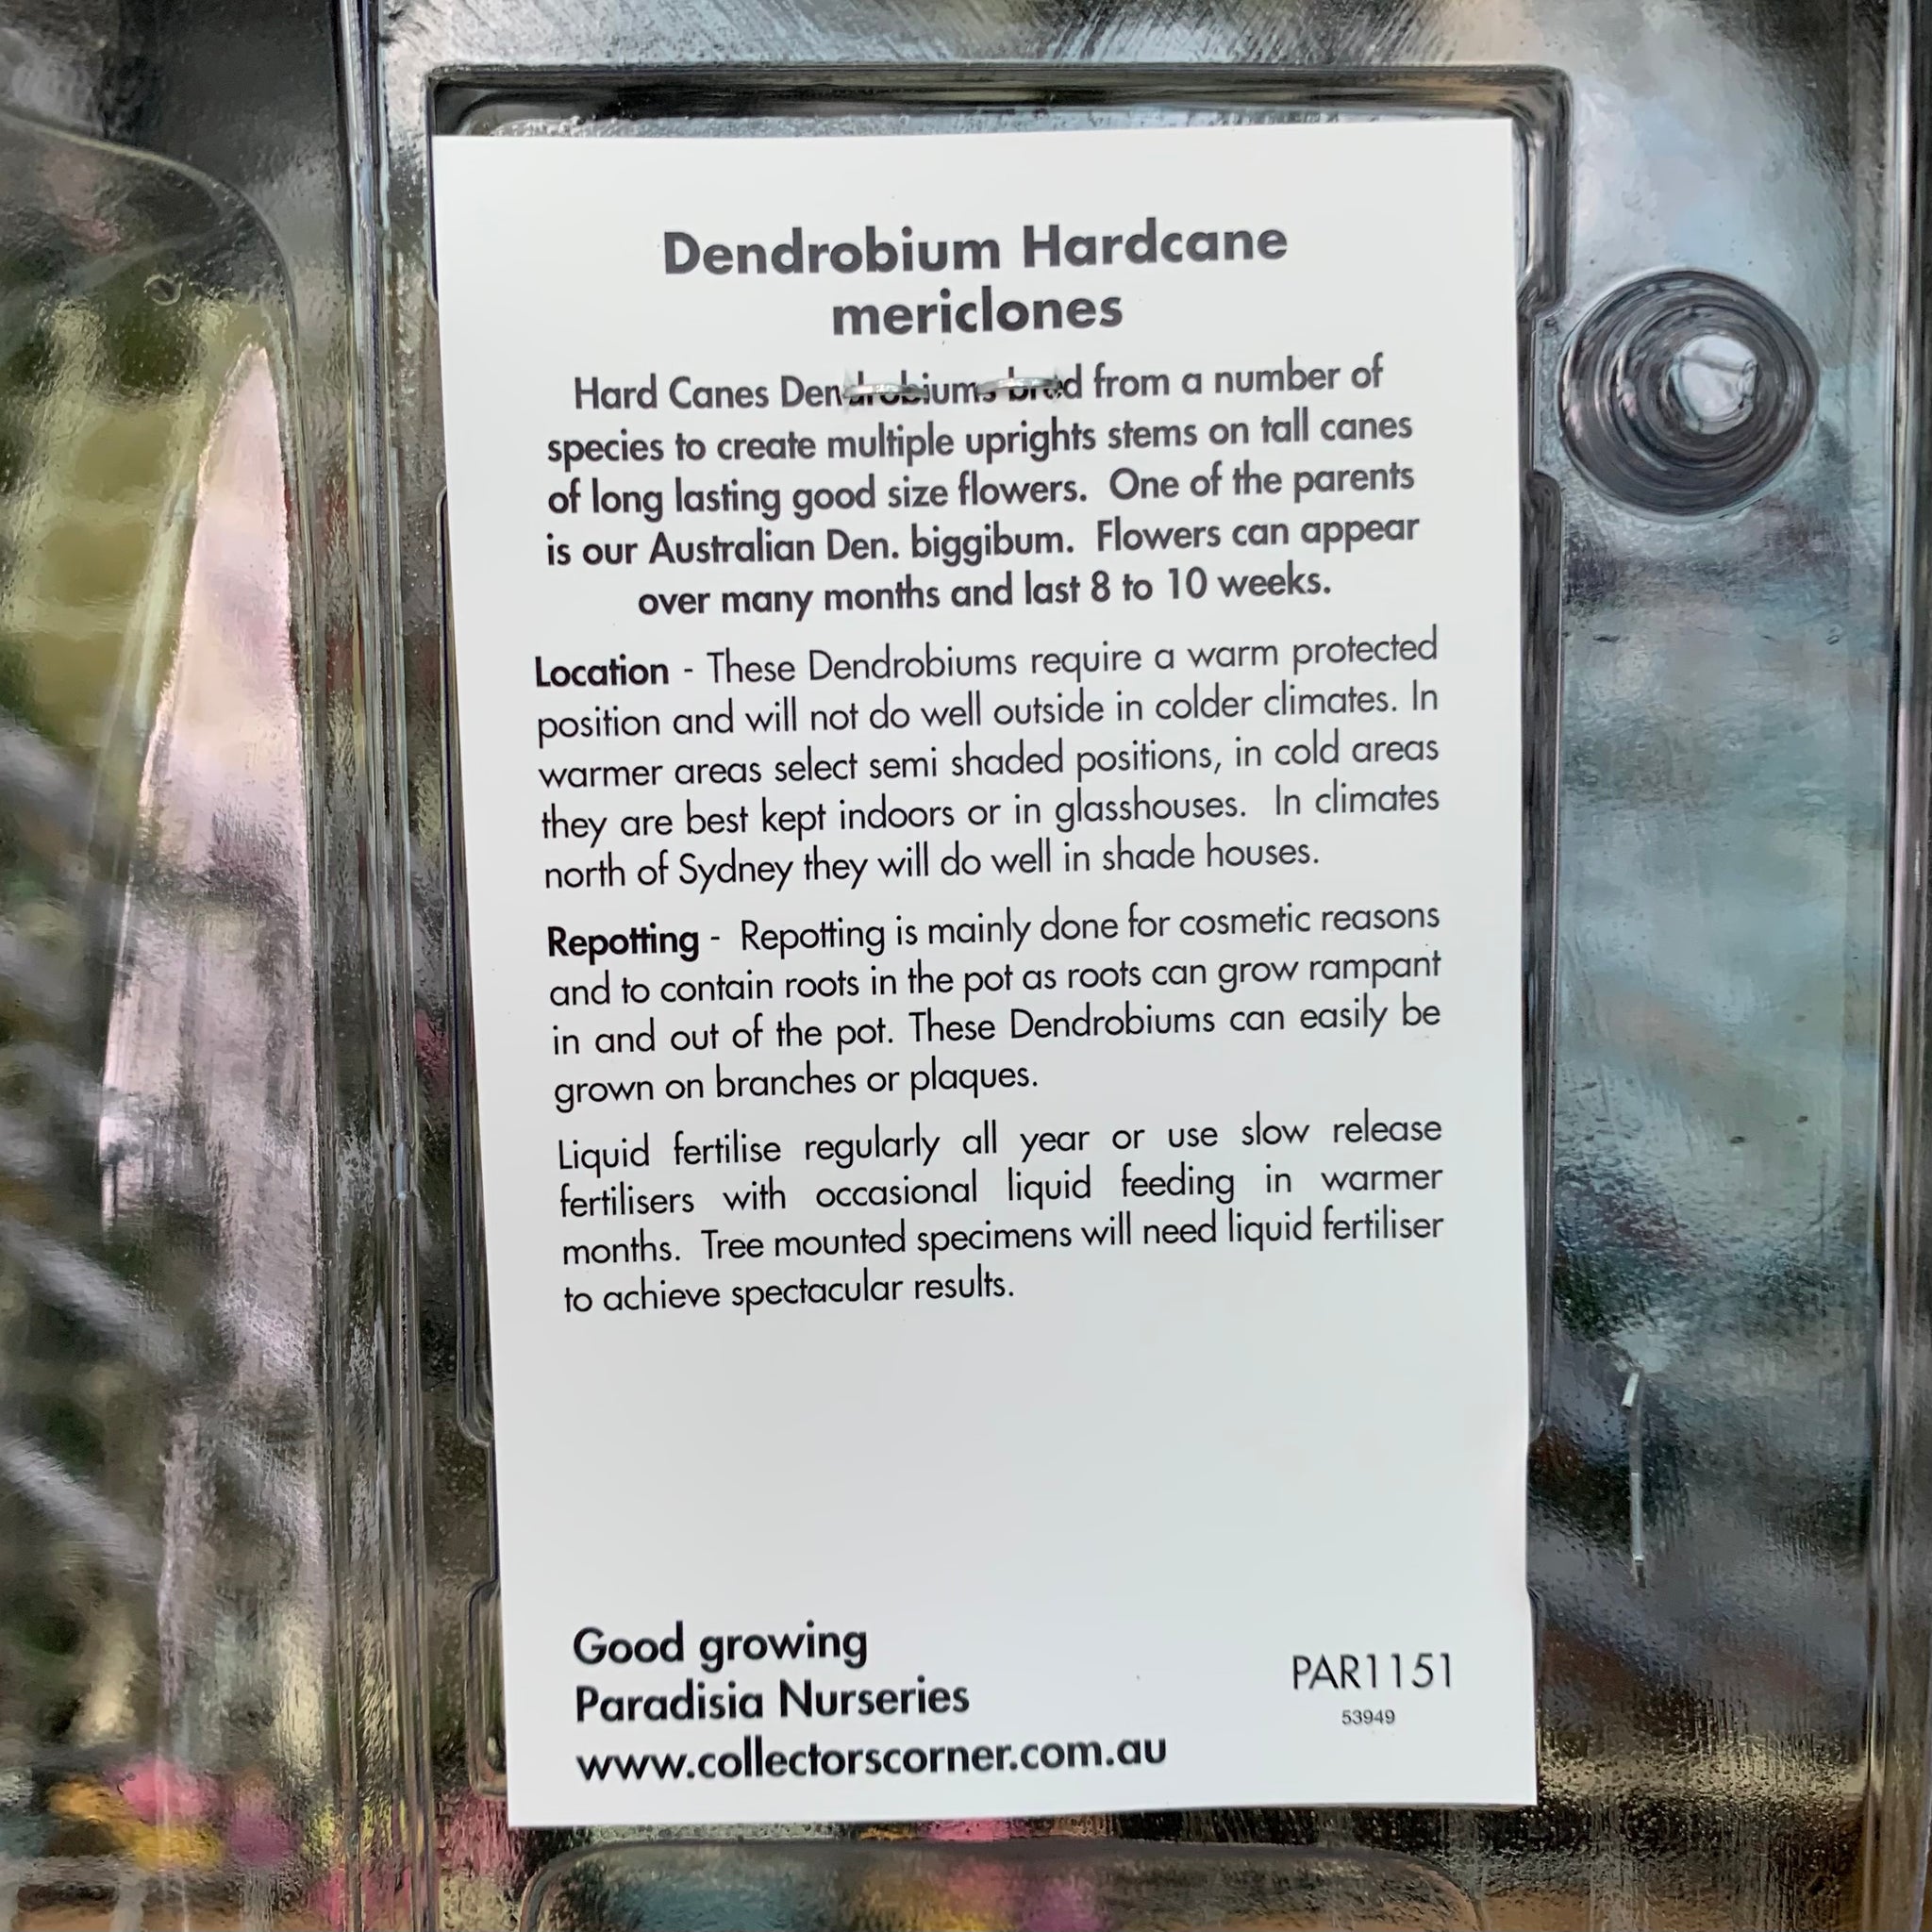 Dendrobium Hardcane
mericlones
Hard Canes Dendrobiums bred from a number of
species to create multiple uprights stems on tall canes
of long lasting good size flowers. One of the parents
is our Australian Den. biggibum. Flowers can appear
over many months and last 8 to 10 weeks.
Location - These Dendrobiums require a warm protected
position and will not do well outside in colder climates. In
warmer areas select semi shaded positions, in cold areas
they are best kept indoors or in glasshouses. In climates
north of Sydney they will do well in shade houses.
Repotting - Repotting is mainly done for cosmetic reasons
and to contain roots in the pot as roots can grow rampant
in and out of the pot. These Dendrobiums can easily be
grown on branches or plaques.
Liquid fertilise regularly all year or use slow release
fertilisers with occasional liquid feeding in warmer
months. Tree mounted specimens will need liquid fertiliser
to achieve spectacular results.
Good growing
Paradisia Nurseries
www.collectorscorner.com.au
PAR1151
53949